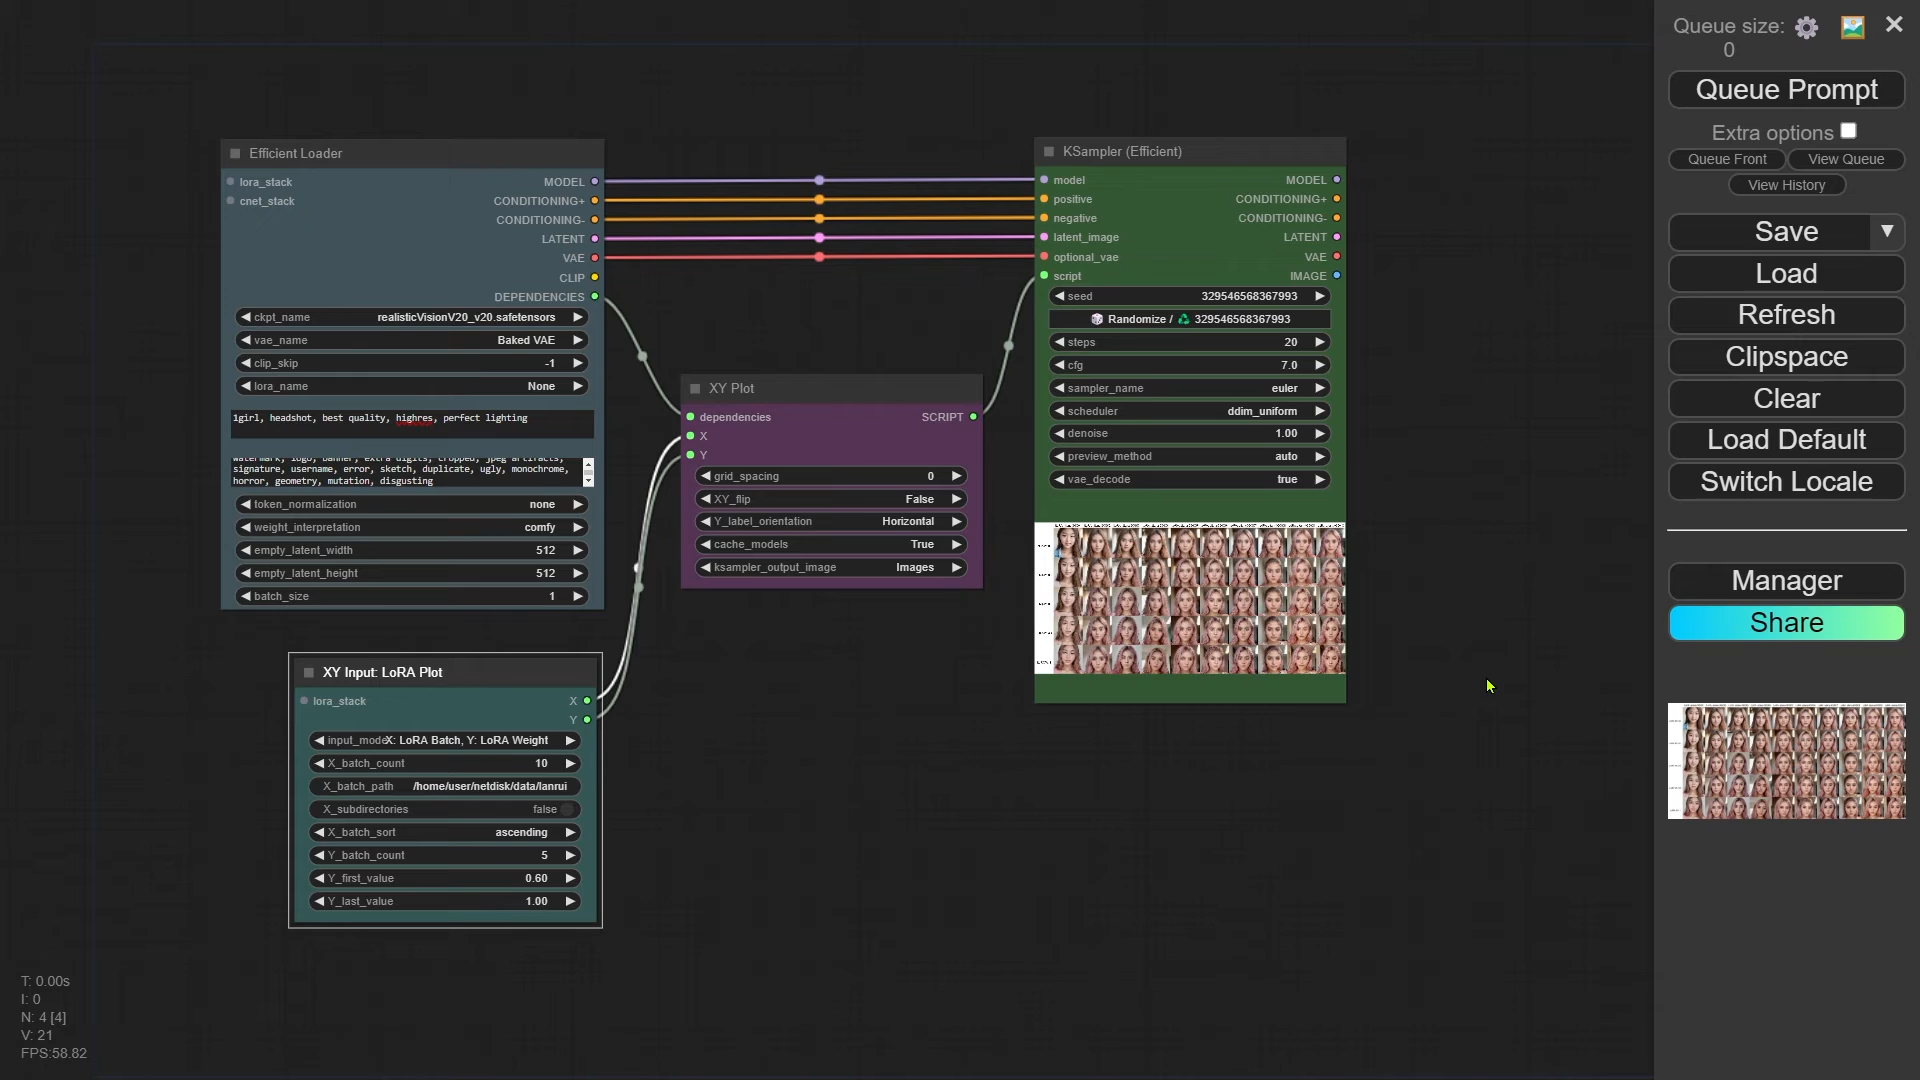 Efficient Loader
lora_stack
MODEL
cnet_stack
CONDITIONING+
CONDITIONING-
LATENT
VAE
CLIP
DEPENDENCIES
ckpt_name realisticVisionV20_v20.safetensors
vae_name Baked VAE
clip_skip -1
lora_name None
1girl, headshot, best quality, highres, perfect lighting
watermark, logo, banner, extra digits, cropped, jpeg artifacts,
signature, username, error, sketch, duplicate, ugly, monochrome,
horror, geometry, mutation, disgusting
token_normalization none
weight_interpretation comfy
empty_latent_width 512
empty_latent_height 512
batch_size 1
XY Input: LoRA Plot
lora_stack X
Y
input_mode X: LoRA Batch, Y: LoRA Weight
X_batch_count 10
X_batch_path /home/user/netdisk/data/lanrui
X_subdirectories false
X_batch_sort ascending
Y_batch_count 5
Y_first_value 0.60
Y_last_value 1.00
XY Plot
dependencies SCRIPT
X
Y
grid_spacing 0
XY_flip False
Y_label_orientation Horizontal
cache_models True
ksampler_output_image Images
KSampler (Efficient)
model MODEL
positive CONDITIONING+
negative CONDITIONING-
latent_image LATENT
optional_vae VAE
script IMAGE
seed 329546568367993
Randomize / 329546568367993
steps 20
cfg 7.0
sampler_name euler
scheduler ddim_uniform
denoise 1.00
preview_method auto
vae_decode true
Queue size:
0
Queue Prompt
Extra options
Queue Front View Queue
View History
Save
Load
Refresh
Clipspace
Clear
Load Default
Switch Locale
Manager
Share
T: 0.00s
I: 0
N: 4 [4]
V: 21
FPS:58.82